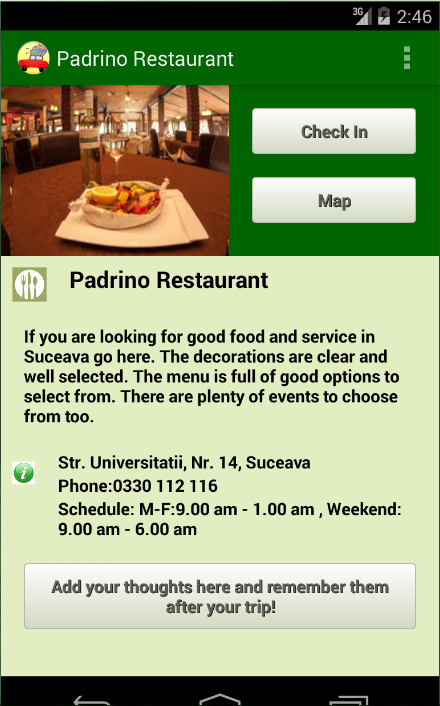 3G 2:46
Padrino Restaurant
Check In
Map
Padrino Restaurant
If you are looking for good food and service in
Suceava go here. The decorations are clear and
well selected. The menu is full of good options to
select from. There are plenty of events to choose
from too.
Str. Universitatii, Nr. 14, Suceava
Phone:0330 112 116
Schedule: M-F:9.00 am - 1.00 am , Weekend:
9.00 am - 6.00 am
Add your thoughts here and remember them
after your trip!